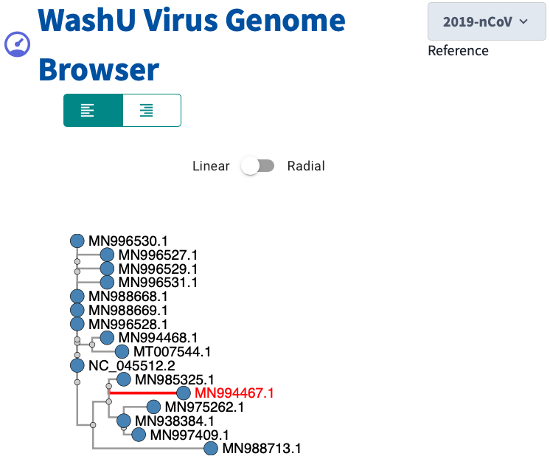 WashU Virus Genome
Browser
2019-nCoV
Reference
Linear
Radial
MN996530.1
MN996527.1
MN996529.1
MN996531.1
MN988668.1
MN988669.1
MN996528.1
MN994468.1
MT007544.1
NC_045512.2
MN985325.1
MN994467.1
MN975262.1
MN938384.1
MN997409.1
MN988713.1